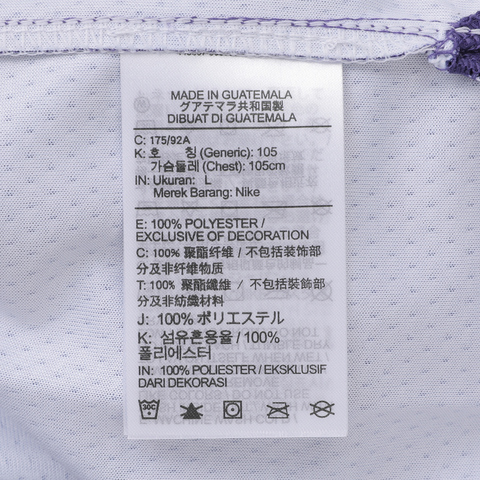 MADE IN GUATEMALA
グアテマラ共和国製
DIBUAT DI GUATEMALA
C: 175/92A
K: 호 칭 (Generic): 105
가슴둘레 (Chest): 105cm
IN: Ukuran: L
Merek Barang: Nike
E: 100% POLYESTER /
EXCLUSIVE OF DECORATION
C: 100% 聚酯纤维 / 不包括装饰部
分及非纤维物质
T: 100% 聚酯纖維 / 不包括裝飾部
分及非紡織材料
J: 100% ポリエステル
K: 섬유혼용율 / 100%
폴리에스터
IN: 100% POLIESTER / EKSKLUSIF
DARI DEKORASI
30C